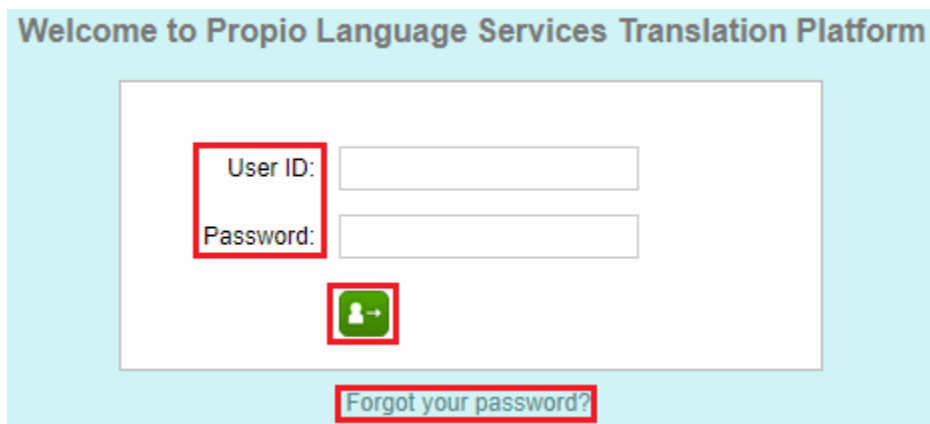 Welcome to Propio Language Services Translation Platform
User ID:
Password:
Forgot your password?